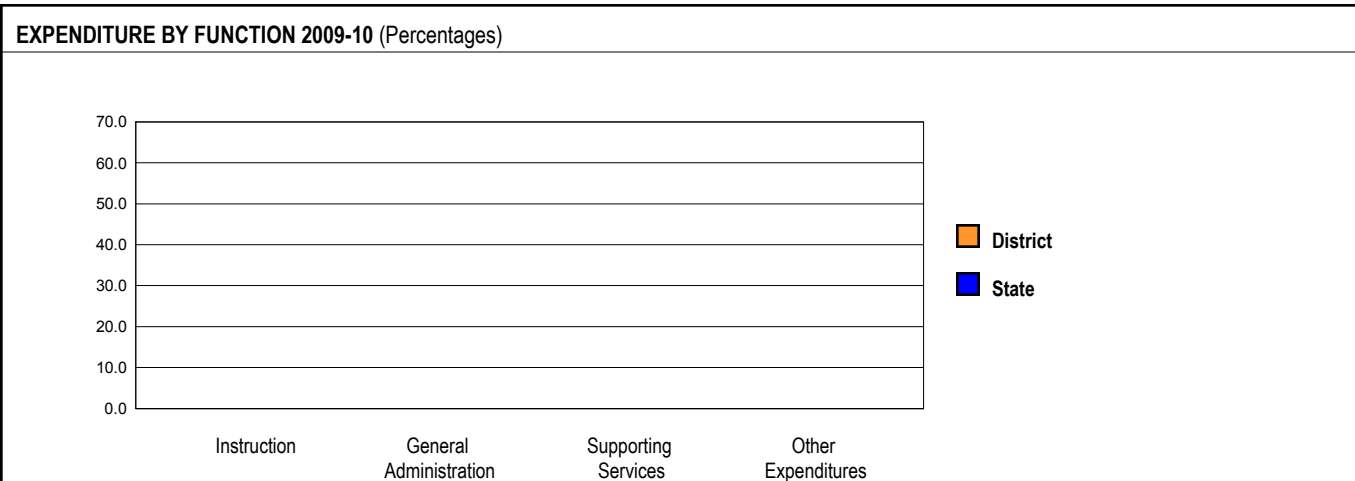 EXPENDITURE BY FUNCTION 2009-10 (Percentages)
70.0
60.0
50.0
40.0
30.0
20.0
10.0
0.0
Instruction
General
Administration
Supporting
Services
Other
Expenditures
District
State